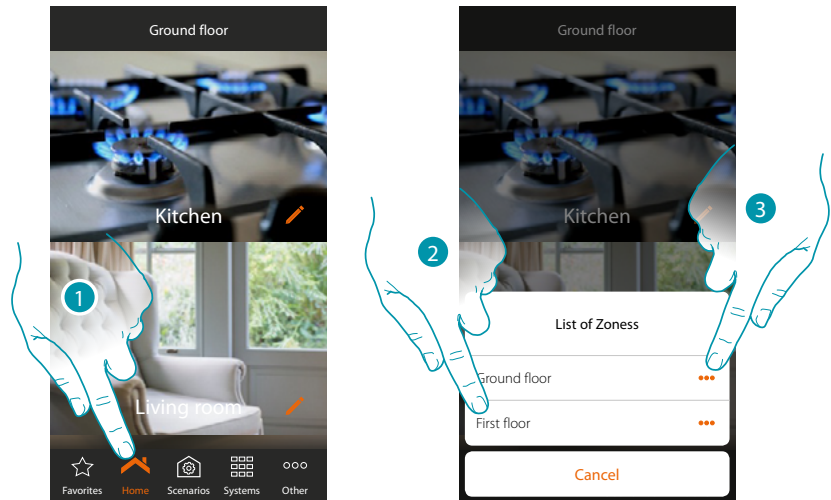 Ground floor
Kitchen
1
Living room
Favorites Home Scenarios Systems Other
Ground floor
Kitchen
3
2
List of Zoness
Ground floor
First floor
Cancel